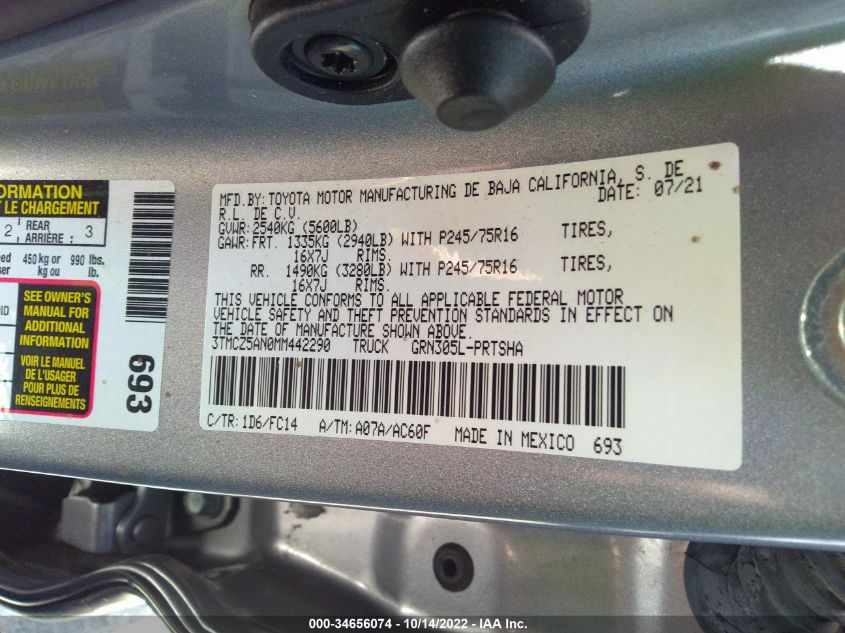 ORMATION
T LE CHARGEMENT
2 REAR ARRIÈRE : 3
450 kg or 990 lbs.
kg ou lb.
SEE OWNER'S
MANUAL FOR
ADDITIONAL
INFORMATION
VOIR LE MANUEL
DE L'USAGER
POUR PLUS DE
RENSEIGNEMENTS
693
MFD.BY:TOYOTA MOTOR MANUFACTURING DE BAJA CALIFORNIA, S. DE
R.L. DE C.V. DATE: 07/21
GVWR:2540KG (5600LB)
GAWR:FRT. 1335KG (2940LB) WITH P245/75R16 TIRES,
16X7J RIMS.
RR. 1490KG (3280LB) WITH P245/75R16 TIRES,
16X7J RIMS.
THIS VEHICLE CONFORMS TO ALL APPLICABLE FEDERAL MOTOR
VEHICLE SAFETY AND THEFT PREVENTION STANDARDS IN EFFECT ON
THE DATE OF MANUFACTURE SHOWN ABOVE.
3TMCZ5AN0MM442290 TRUCK GRN305L-PRTSHA
C/TR:1D6/FC14 A/TM:A07A/AC60F MADE IN MEXICO 693
000-34656074 - 10/14/2022 - IAA Inc.